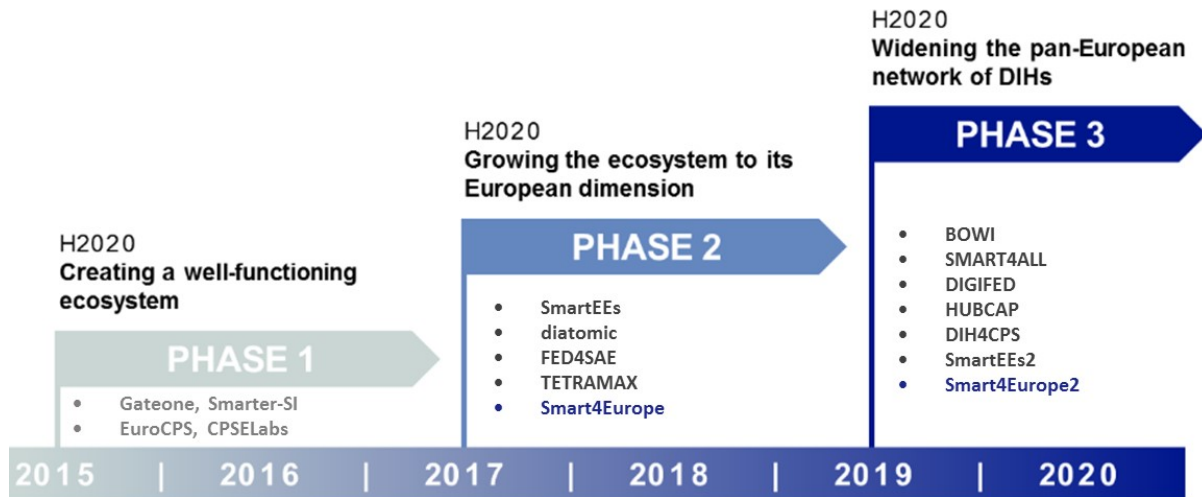 H2020
Creating a well-functioning
ecosystem
PHASE 1
• Gateone, Smarter-SI
• EuroCPS, CPSELabs
H2020
Growing the ecosystem to its
European dimension
PHASE 2
• SmartEEs
• diatomic
• FED4SAE
• TETRAMAX
• Smart4Europe
H2020
Widening the pan-European
network of DIHs
PHASE 3
• BOWI
• SMART4ALL
• DIGIFED
• HUBCAP
• DIH4CPS
• SmartEEs2
• Smart4Europe2
2015 | 2016 | 2017 | 2018 | 2019 | 2020